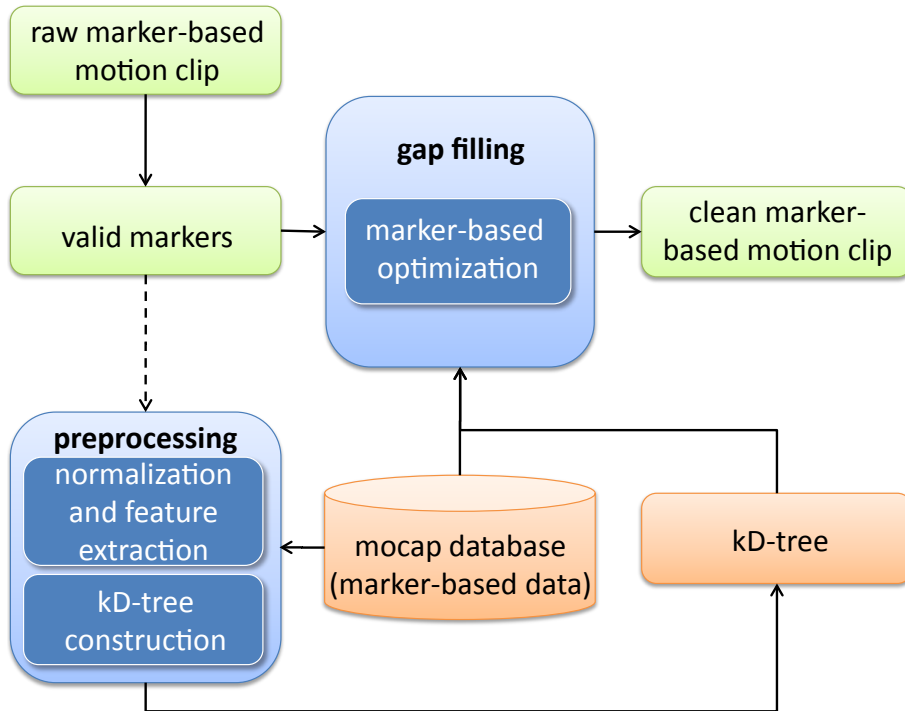 raw marker-based
motion clip
gap filling
valid markers
marker-based
optimization
clean marker-
based motion clip
preprocessing
normalization
and feature
extraction
kD-tree
construction
mocap database
(marker-based data)
kD-tree